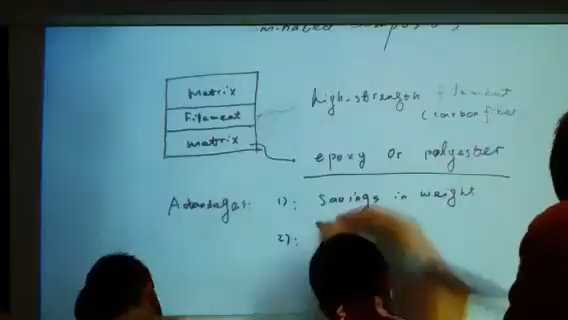 matrix
Filament
matrix
high-strength filament
(carbon fiber
epoxy or polyester
Advantages: 1): Savings in weight
2):